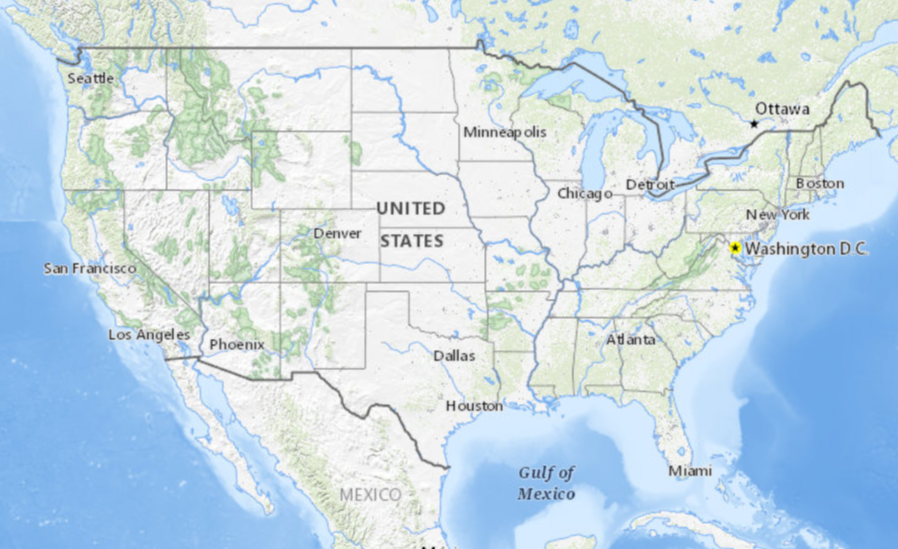 Seattle
Ottawa
Minneapolis
Chicago
Detroit
Boston
UNITED
STATES
New York
Denver
Washington D.C.
San Francisco
Los Angeles
Phoenix
Atlanta
Dallas
Houston
Miami
Gulf of
Mexico
MEXICO